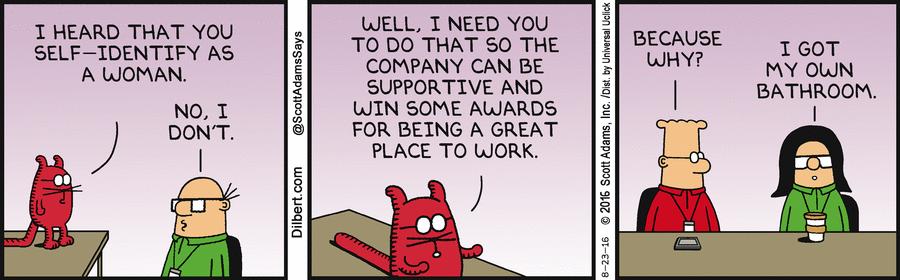 I HEARD THAT YOU
SELF-IDENTIFY AS
A WOMAN.
NO, I
DON'T.
Dilbert.com @ScottAdamsSays
WELL, I NEED YOU
TO DO THAT SO THE
COMPANY CAN BE
SUPPORTIVE AND
WIN SOME AWARDS
FOR BEING A GREAT
PLACE TO WORK.
8-23-16 © 2016 Scott Adams, Inc. /Dist. by Universal Uclick
BECAUSE
WHY?
I GOT
MY OWN
BATHROOM.